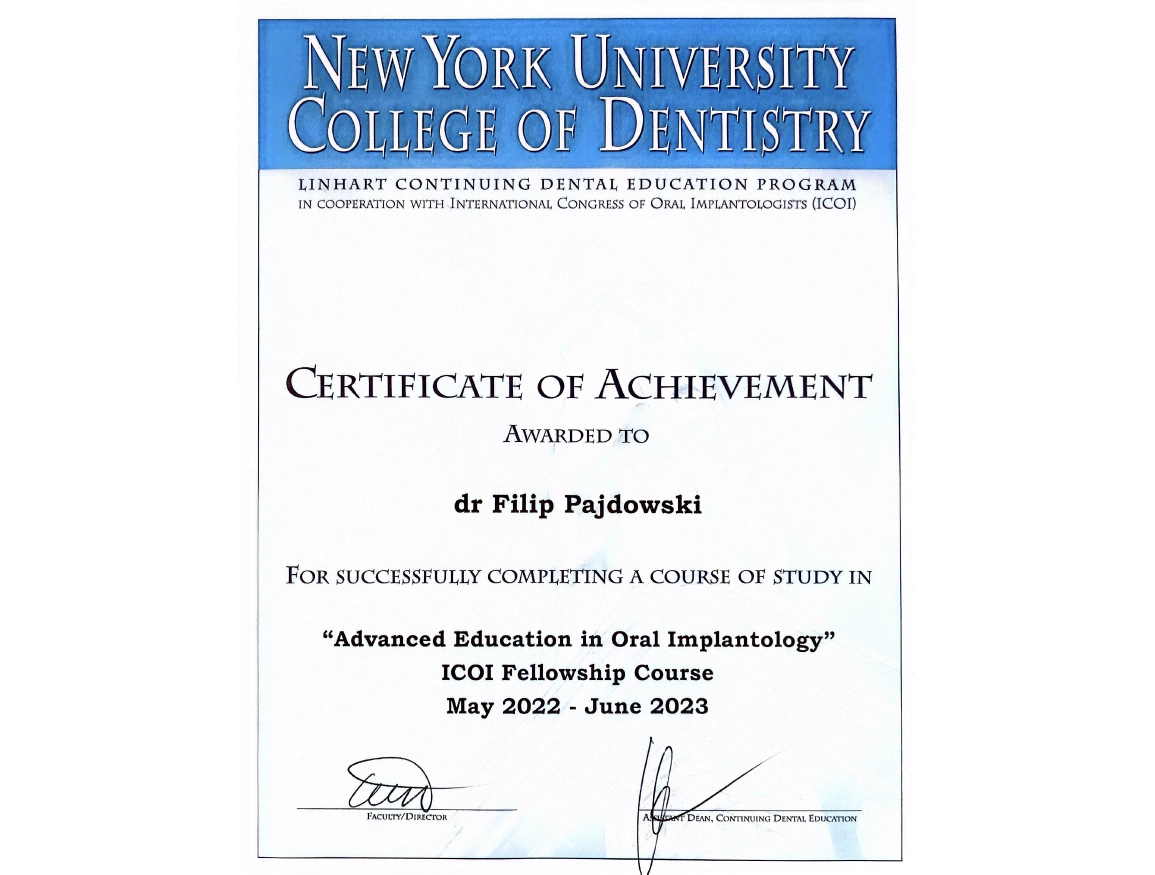 NEW YORK UNIVERSITY
COLLEGE OF DENTISTRY
LINHART CONTINUING DENTAL EDUCATION PROGRAM
IN COOPERATION WITH INTERNATIONAL CONGRESS OF ORAL IMPLANTOLOGISTS (ICOI)
CERTIFICATE OF ACHIEVEMENT
AWARDED TO
dr Filip Pajdowski
FOR SUCCESSFULLY COMPLETING A COURSE OF STUDY IN
“Advanced Education in Oral Implantology”
ICOI Fellowship Course
May 2022 - June 2023
FACULTY/DIRECTOR
ASSISTANT DEAN, CONTINUING DENTAL EDUCATION